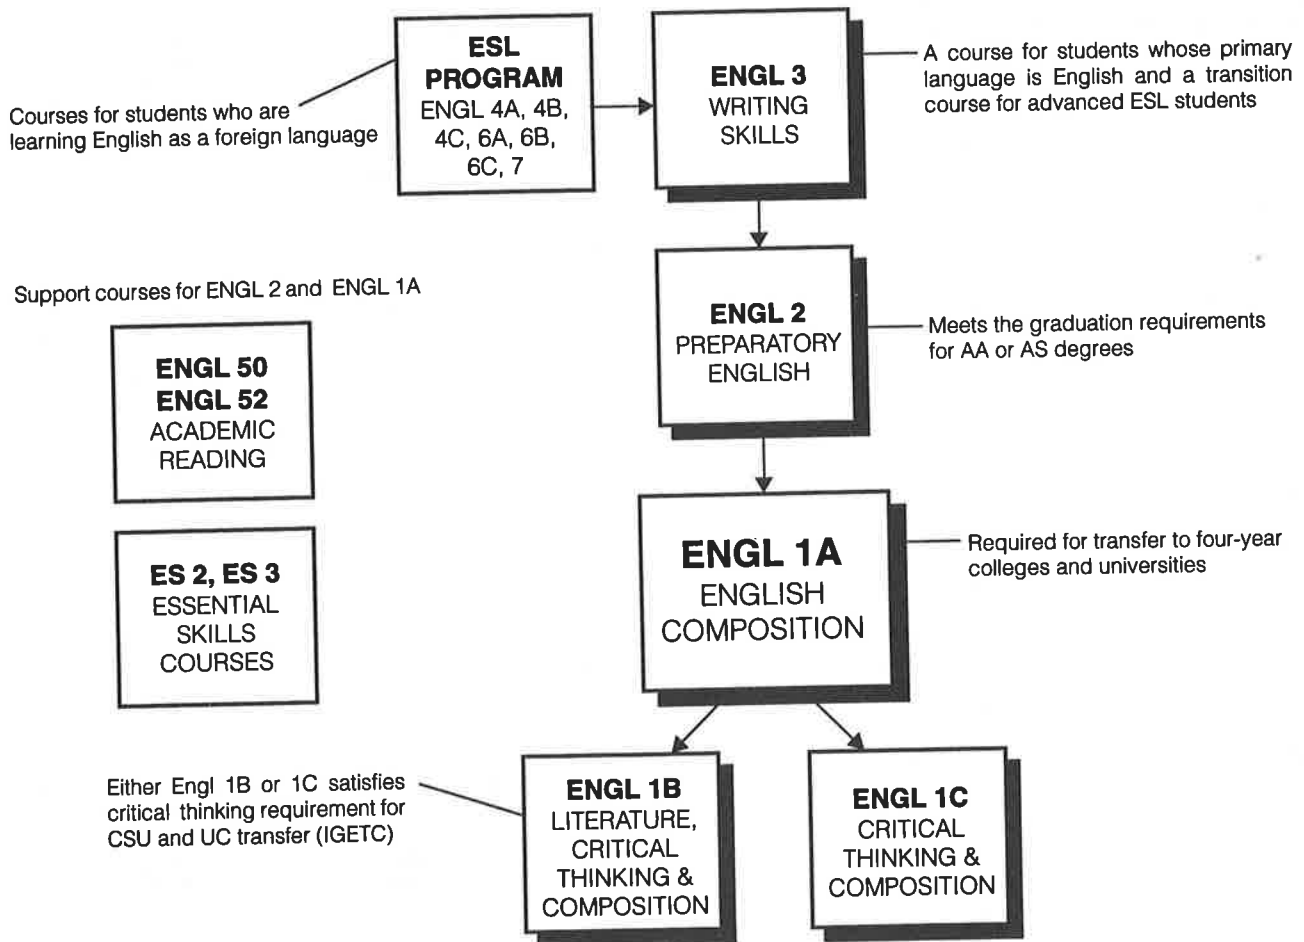 ESL
PROGRAM
ENGL 4A, 4B,
4C, 6A, 6B,
6C, 7
Courses for students who are
learning English as a foreign language
ENGL 3
WRITING
SKILLS
A course for students whose primary
language is English and a transition
course for advanced ESL students
ENGL 2
PREPARATORY
ENGLISH
Meets the graduation requirements
for AA or AS degrees
Support courses for ENGL 2 and ENGL 1A
ENGL 50
ENGL 52
ACADEMIC
READING
ES 2, ES 3
ESSENTIAL
SKILLS
COURSES
ENGL 1A
ENGLISH
COMPOSITION
Required for transfer to four-year
colleges and universities
Either Engl 1B or 1C satisfies
critical thinking requirement for
CSU and UC transfer (IGETC)
ENGL 1B
LITERATURE,
CRITICAL
THINKING &
COMPOSITION
ENGL 1C
CRITICAL
THINKING &
COMPOSITION